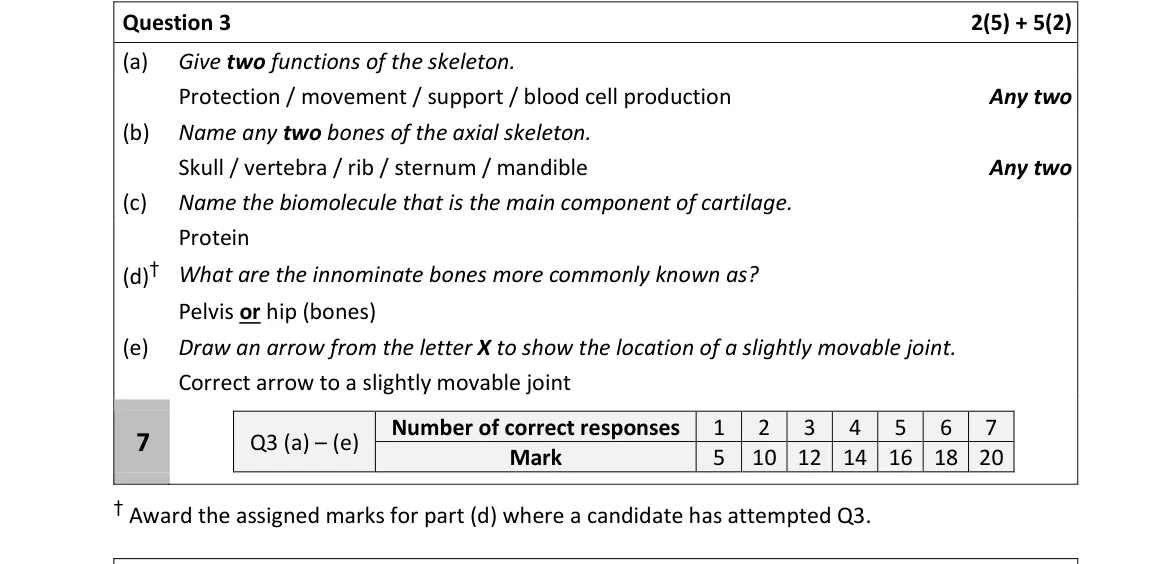 Question 3 2(5) + 5(2)
(a) Give two functions of the skeleton.
Protection / movement / support / blood cell production Any two
(b) Name any two bones of the axial skeleton.
Skull / vertebra / rib / sternum / mandible Any two
(c) Name the biomolecule that is the main component of cartilage.
Protein
(d)† What are the innominate bones more commonly known as?
Pelvis or hip (bones)
(e) Draw an arrow from the letter X to show the location of a slightly movable joint.
Correct arrow to a slightly movable joint
7 Q3 (a) – (e) Number of correct responses 1 2 3 4 5 6 7
Mark 5 10 12 14 16 18 20
† Award the assigned marks for part (d) where a candidate has attempted Q3.